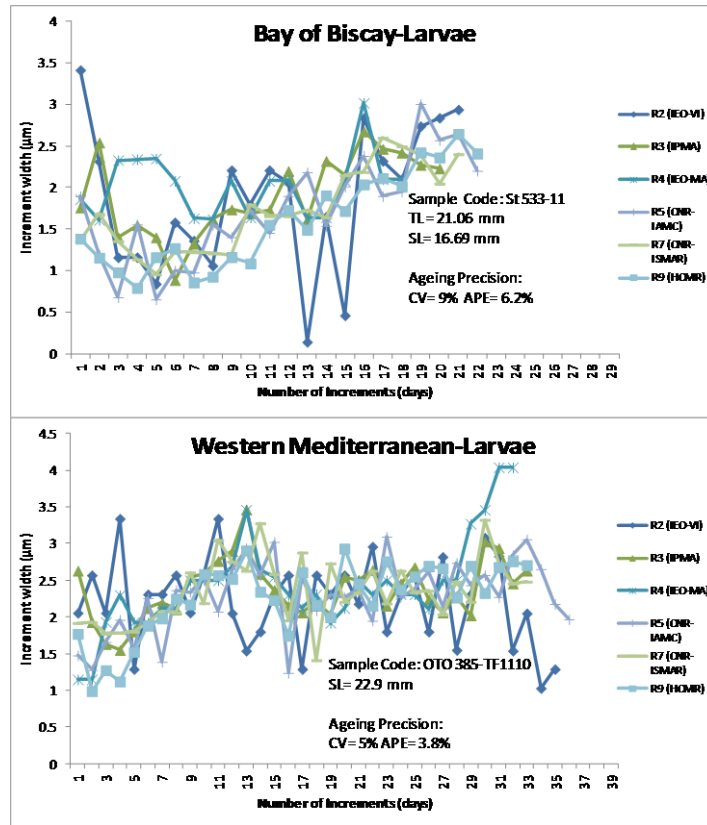 Bay of Biscay-Larvae
Increment width (µm)
4
3.5
3
2.5
2
1.5
1
0.5
0
1 2 3 4 5 6 7 8 9 10 11 12 13 14 15 16 17 18 19 20 21 22 23 24 25 26 27 28 29
Number of Increments (days)
Sample Code: St 533-11
TL= 21.06 mm
SL= 16.69 mm
Ageing Precision:
CV= 9% APE= 6.2%
R2 (IEO-VI)
R3 (IPMA)
R4 (IEO-MA)
R5 (CNR-
IAMC)
R7 (CNR-
ISMAR)
R9 (HCMR)
Western Mediterranean-Larvae
Increment width (µm)
4.5
4
3.5
3
2.5
2
1.5
1
0.5
0
1 3 5 7 9 11 13 15 17 19 21 23 25 27 29 31 33 35 37 39
Number of Increments (days)
Sample Code: OTO 385-TF1110
SL= 22.9 mm
Ageing Precision:
CV= 5% APE= 3.8%
R2 (IEO-VI)
R3 (IPMA)
R4 (IEO-MA)
R5 (CNR-
IAMC)
R7 (CNR-
ISMAR)
R9 (HCMR)